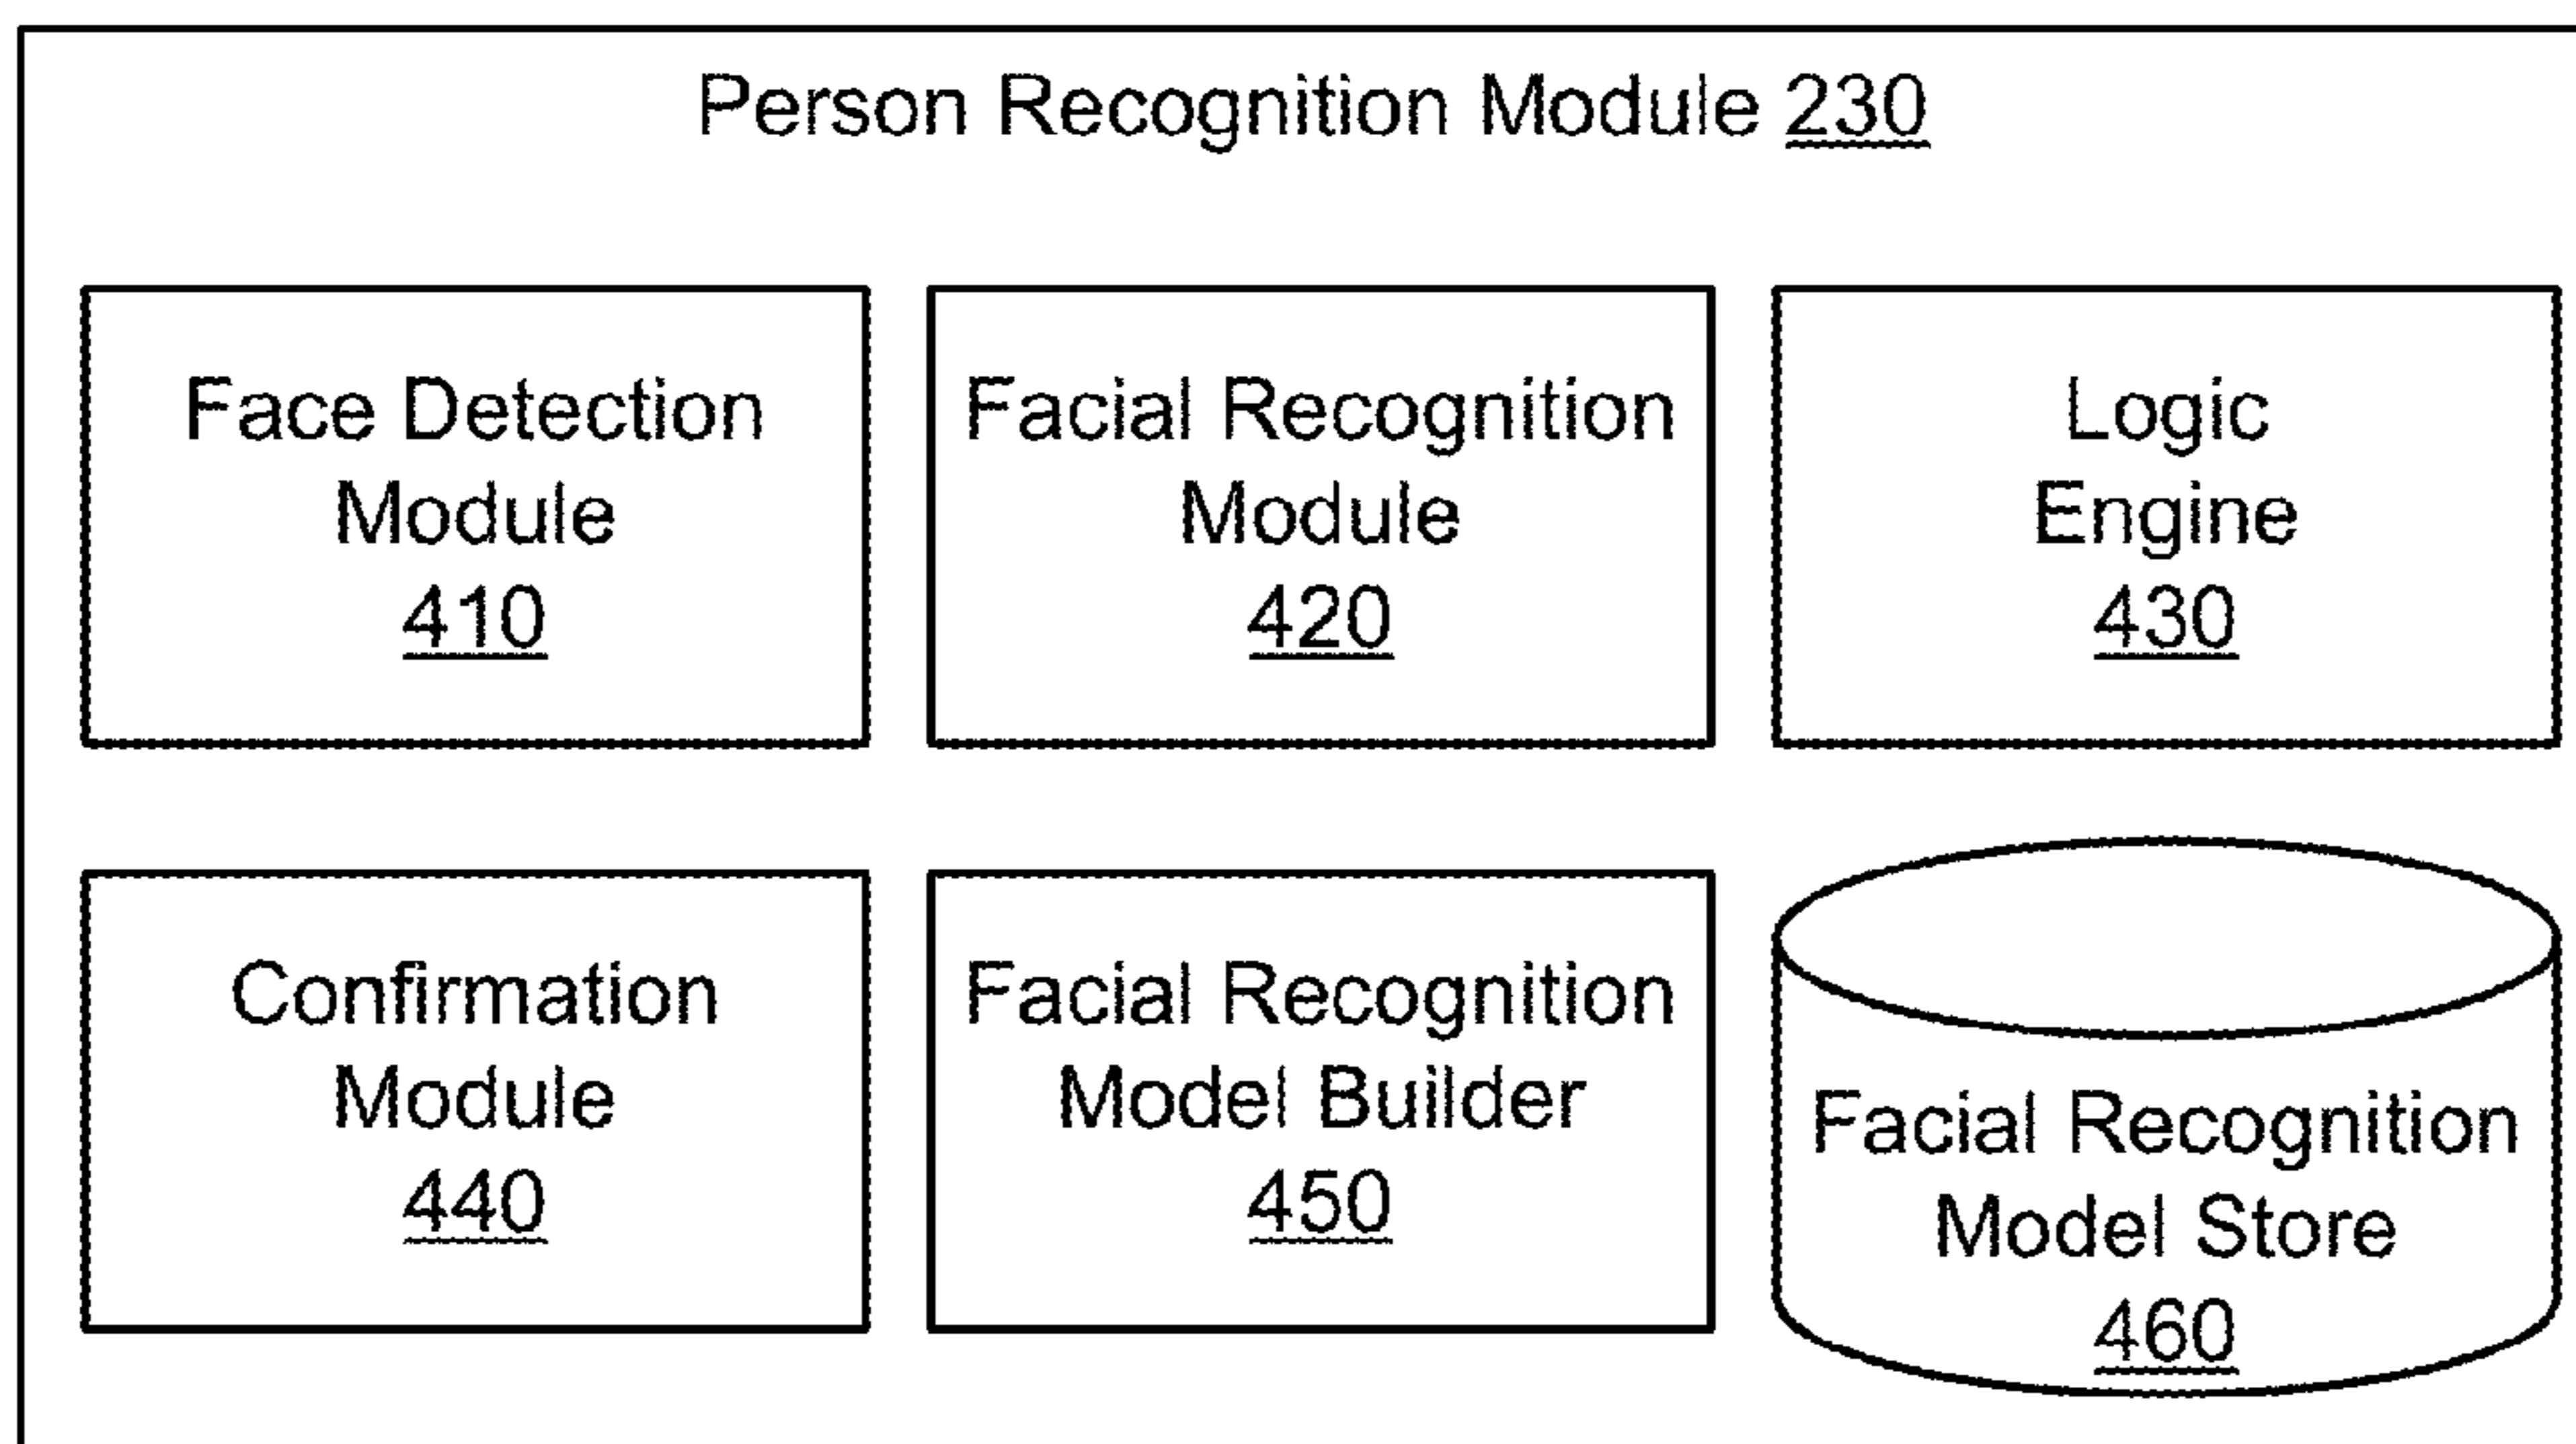 Person Recognition Module 230
Face Detection
Module
410
Facial Recognition
Module
420
Logic
Engine
430
Confirmation
Module
440
Facial Recognition
Model Builder
450
Facial Recognition
Model Store
460